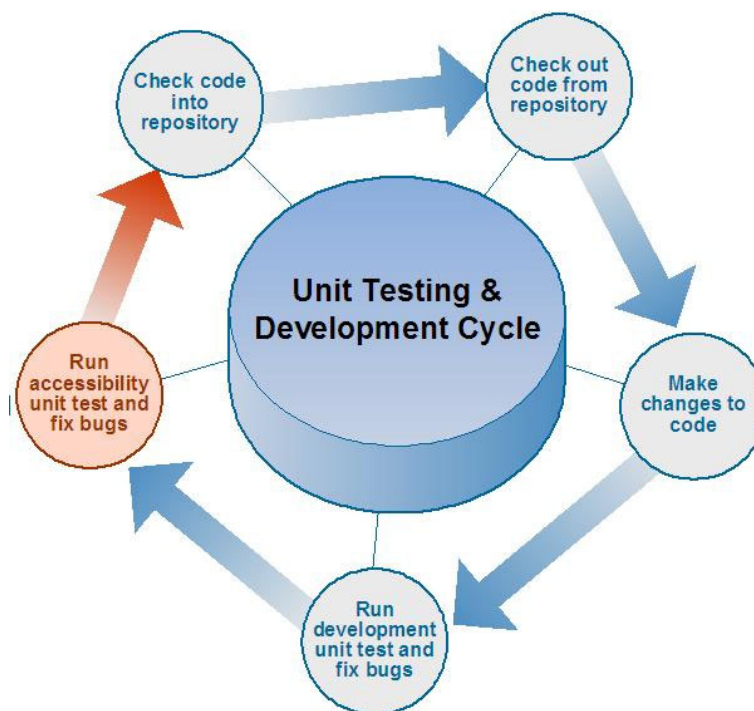 Check code
into
repository
Check out
code from
repository
Unit Testing &
Development Cycle
Make
changes to
code
Run
development
unit test and
fix bugs
Run
accessibility
unit test and
fix bugs